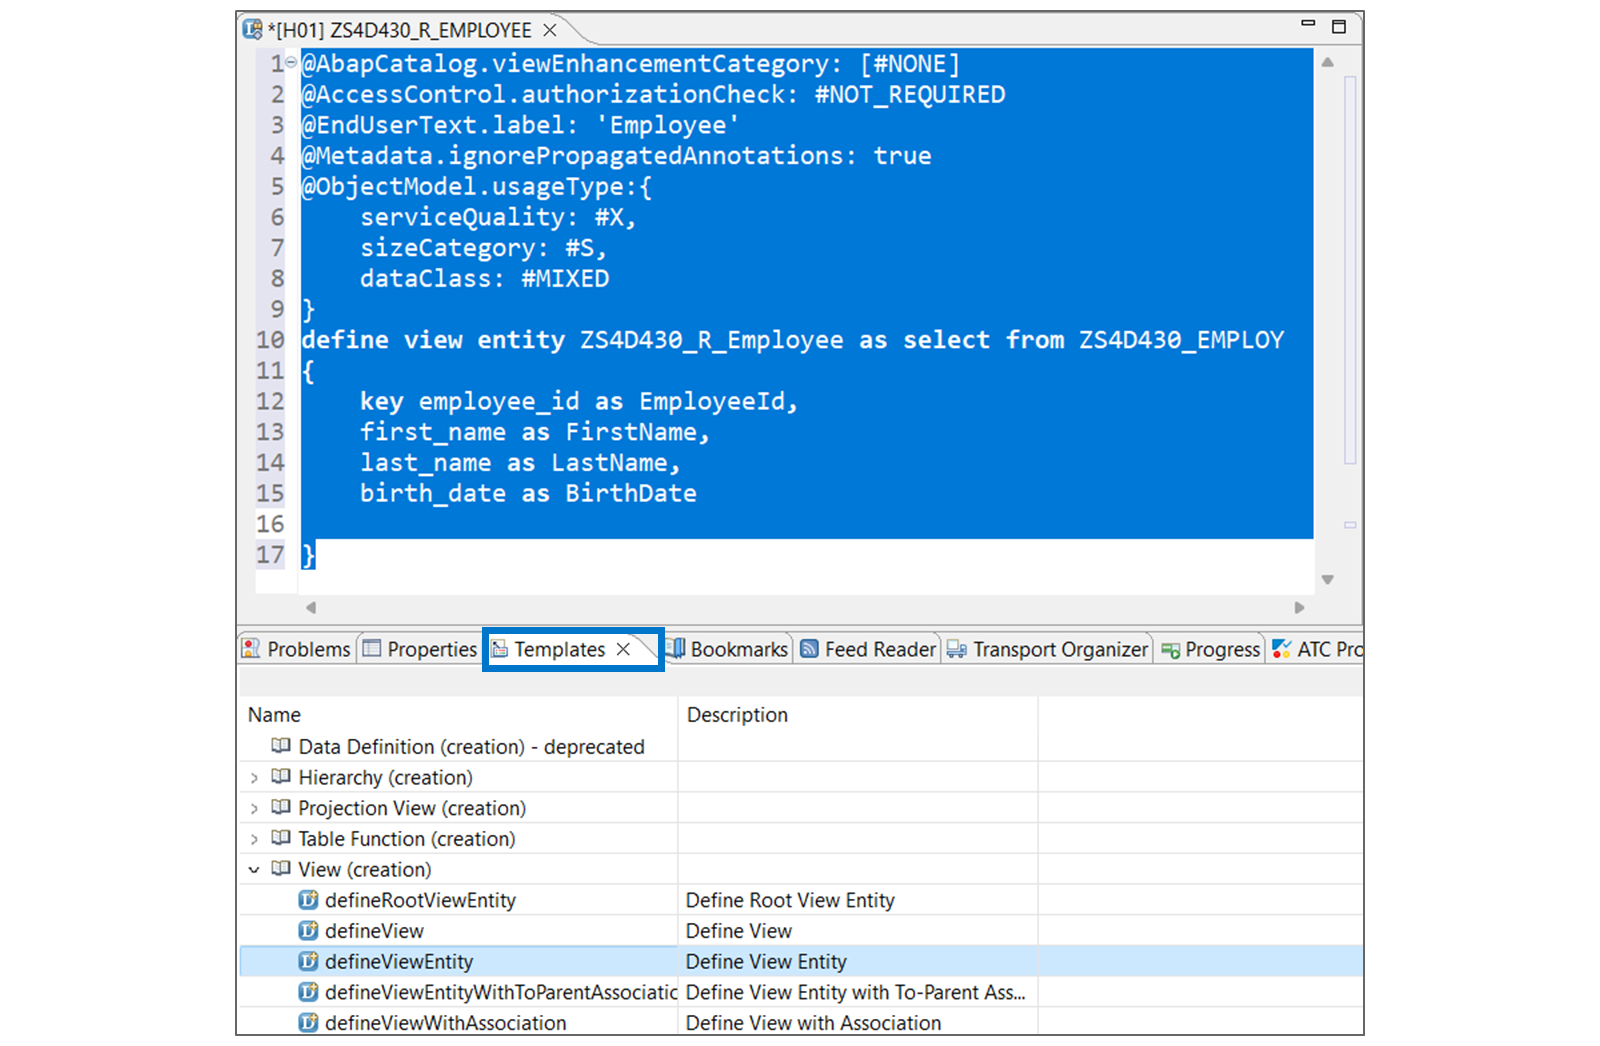 *[H01] ZS4D430_R_EMPLOYEE
1 @AbapCatalog.viewEnhancementCategory: [#NONE]
2 @AccessControl.authorizationCheck: #NOT_REQUIRED
3 @EndUserText.label: 'Employee'
4 @Metadata.ignorePropagatedAnnotations: true
5 @ObjectModel.usageType:{
6 serviceQuality: #X,
7 sizeCategory: #S,
8 dataClass: #MIXED
9 }
10 define view entity ZS4D430_R_Employee as select from ZS4D430_EMPLOY
11 {
12 key employee_id as EmployeeId,
13 first_name as FirstName,
14 last_name as LastName,
15 birth_date as BirthDate
16
17 }
Problems Properties Templates Bookmarks Feed Reader Transport Organizer Progress ATC Pro
Name Description
Data Definition (creation) - deprecated
Hierarchy (creation)
Projection View (creation)
Table Function (creation)
View (creation)
defineRootViewEntity Define Root View Entity
defineView Define View
defineViewEntity Define View Entity
defineViewEntityWithToParentAssociatic Define View Entity with To-Parent Ass...
defineViewWithAssociation Define View with Association